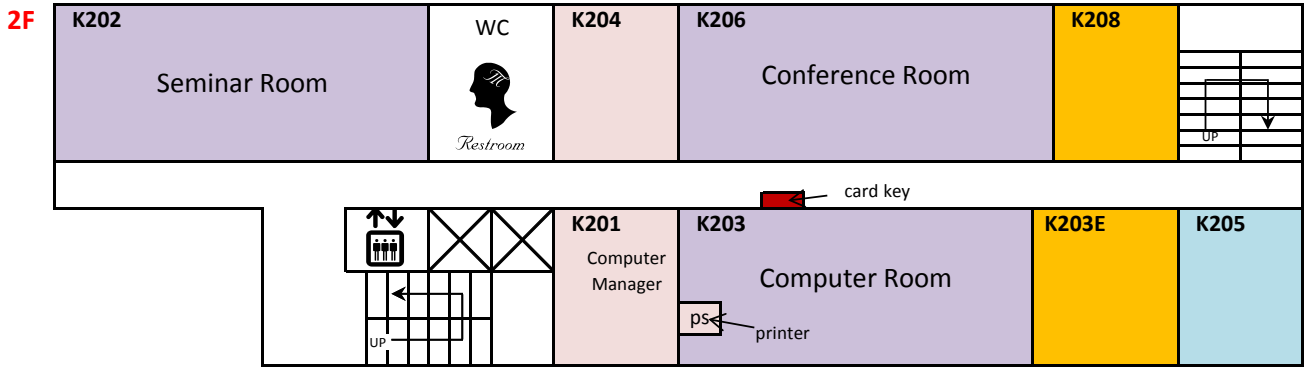 2F
K202
Seminar Room
WC
Restroom
K204
K206
Conference Room
K208
UP
card key
K201
Computer
Manager
K203
Computer Room
ps
printer
K203E
K205
UP